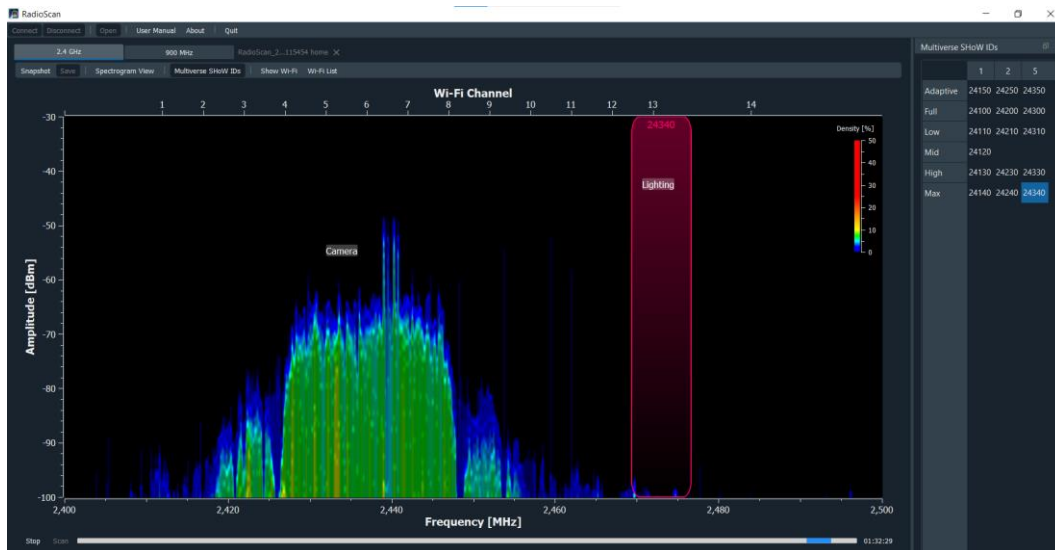 RadioScan
Connect Disconnect Open User Manual About Quit
2.4 GHz 900 MHz RadioScan_2...115454 home
Snapshot Save Spectrogram View Multiverse SHoW IDs Show Wi-Fi Wi-Fi List
Wi-Fi Channel
1 2 3 4 5 6 7 8 9 10 11 12 13 14
24340
Density [%]
50
40
30
20
10
0
Lighting
Camera
Amplitude [dBm]
-30
-40
-50
-60
-70
-80
-90
-100
2,400 2,420 2,440 2,460 2,480 2,500
Frequency [MHz]
Stop Scan 01:32:29
Multiverse SHoW IDs
1 2 5
Adaptive 24150 24250 24350
Full 24100 24200 24300
Low 24110 24210 24310
Mid 24120
High 24130 24230 24330
Max 24140 24240 24340